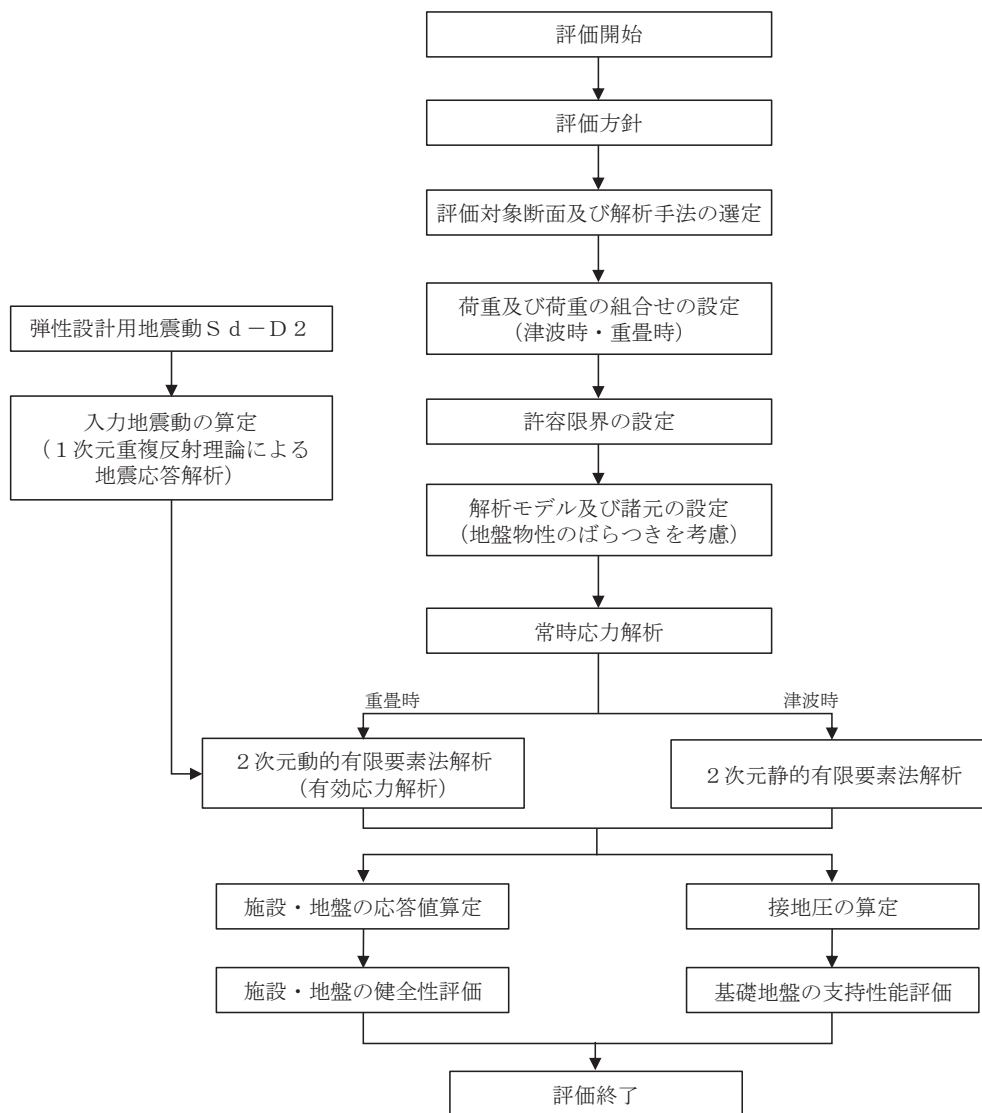 評価開始
評価方針
評価対象断面及び解析手法の選定
荷重及び荷重の組合せの設定
(津波時・重畳時)
弾性設計用地震動Ｓｄ－Ｄ２
入力地震動の算定
(１次元重複反射理論による
地震応答解析)
許容限界の設定
解析モデル及び諸元の設定
(地盤物性のばらつきを考慮)
常時応力解析
重畳時
津波時
２次元動的有限要素法解析
(有効応力解析)
２次元静的有限要素法解析
施設・地盤の応答値算定
接地圧の算定
施設・地盤の健全性評価
基礎地盤の支持性能評価
評価終了